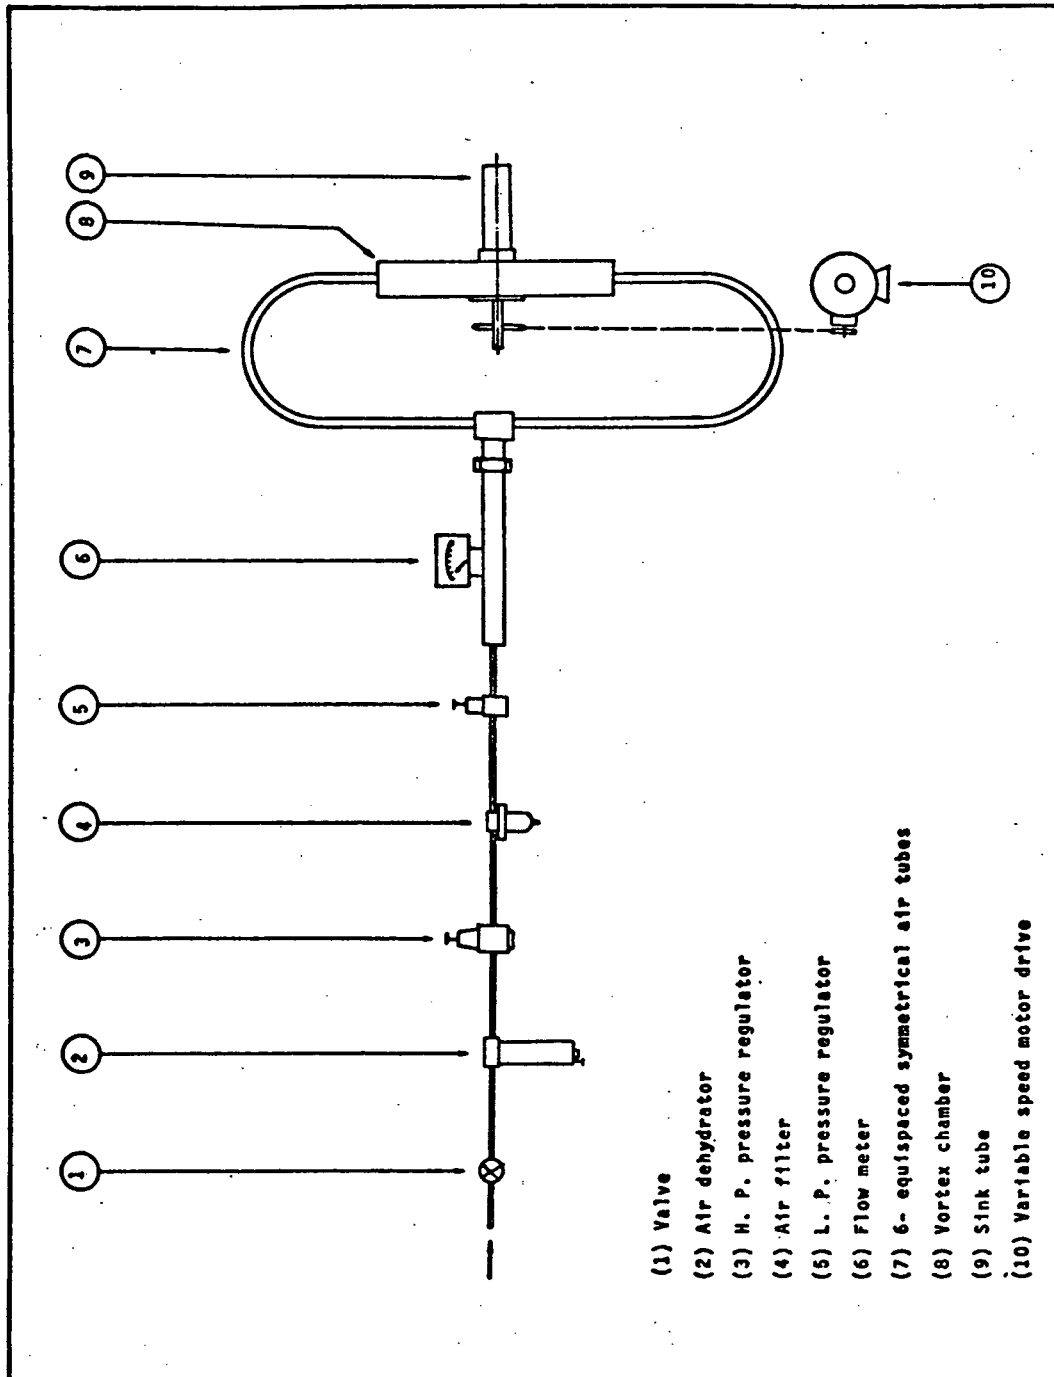 1
2
3
4
5
6
7
8
9
10
(1) Valve
(2) Air dehydrator
(3) H. P. pressure regulator
(4) Air filter
(5) L. P. pressure regulator
(6) Flow meter
(7) 6- equispaced symmetrical air tubes
(8) Vortex chamber
(9) Sink tube
(10) Variable speed motor drive